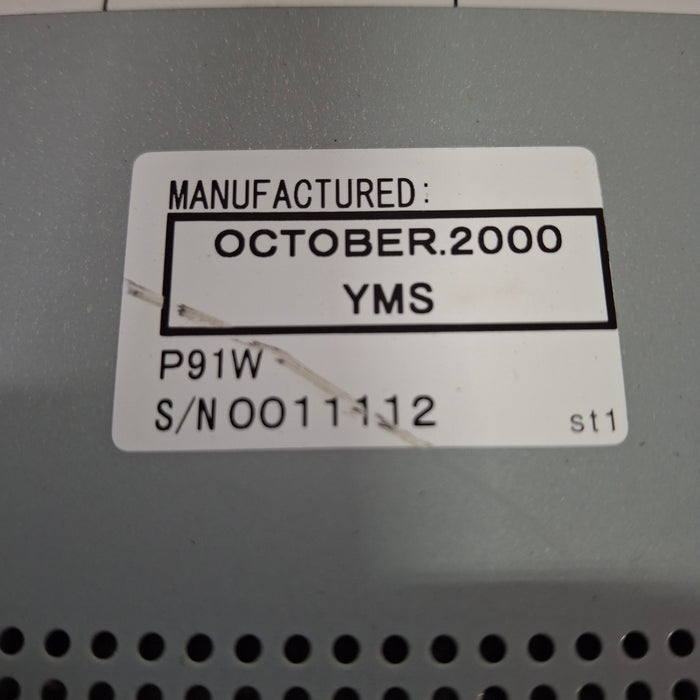 MANUFACTURED:
OCTOBER.2000
YMS
P91W
S/N 0011112
st1